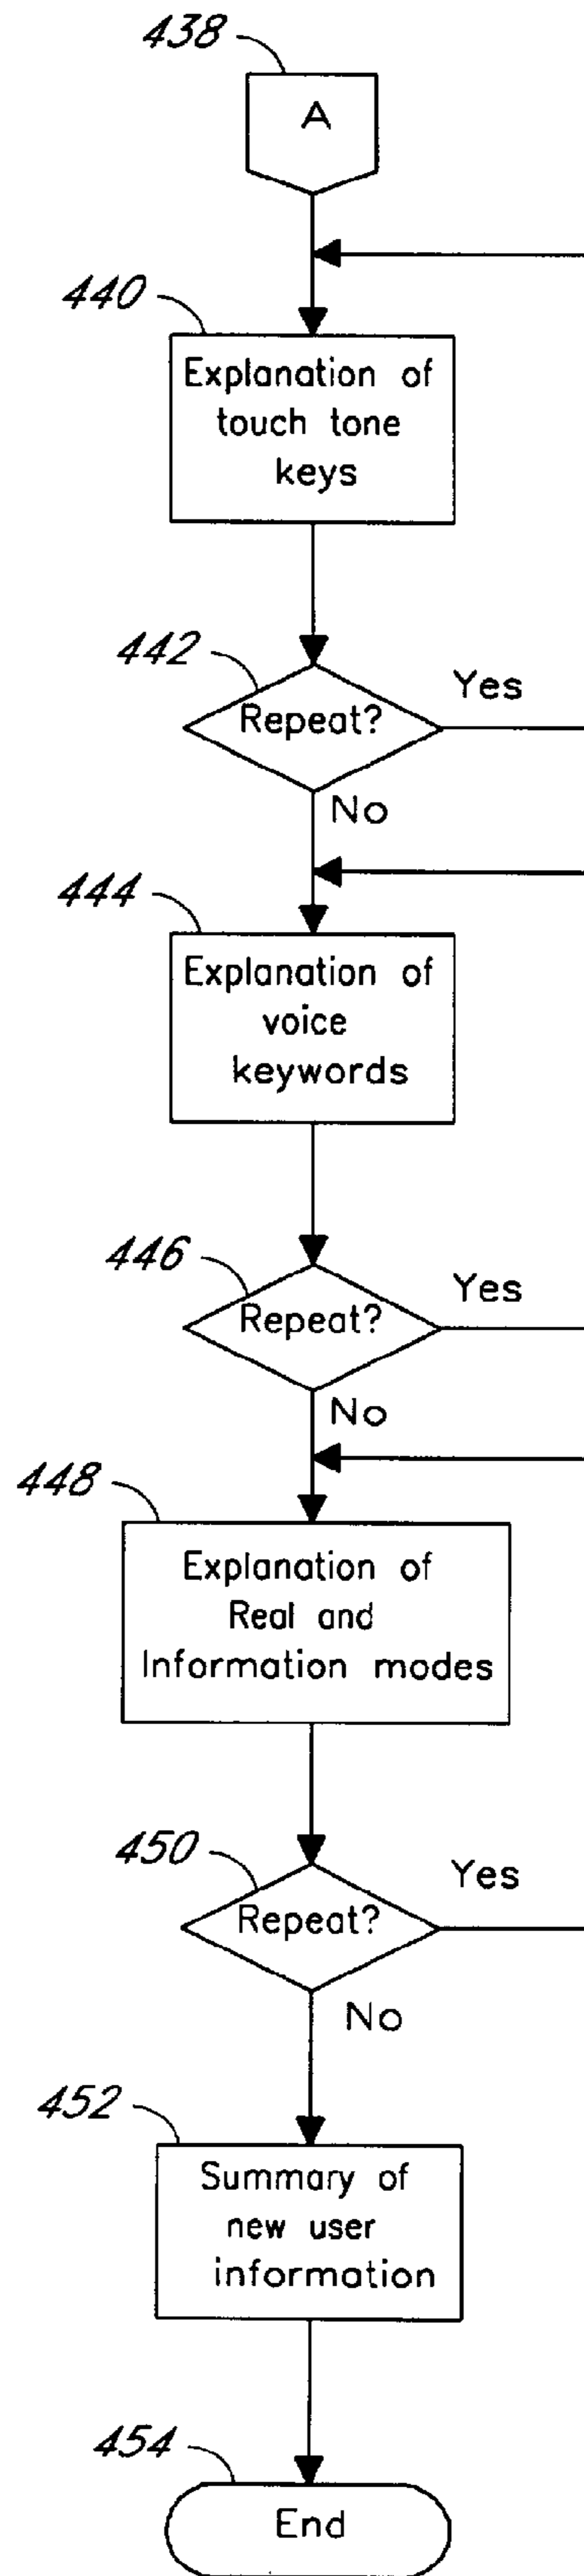 438
A
440
Explanation of
touch tone
keys
442
Repeat?
Yes
No
444
Explanation of
voice
keywords
446
Repeat?
Yes
No
448
Explanation of
Real and
Information modes
450
Repeat?
Yes
No
452
Summary of
new user
information
454
End